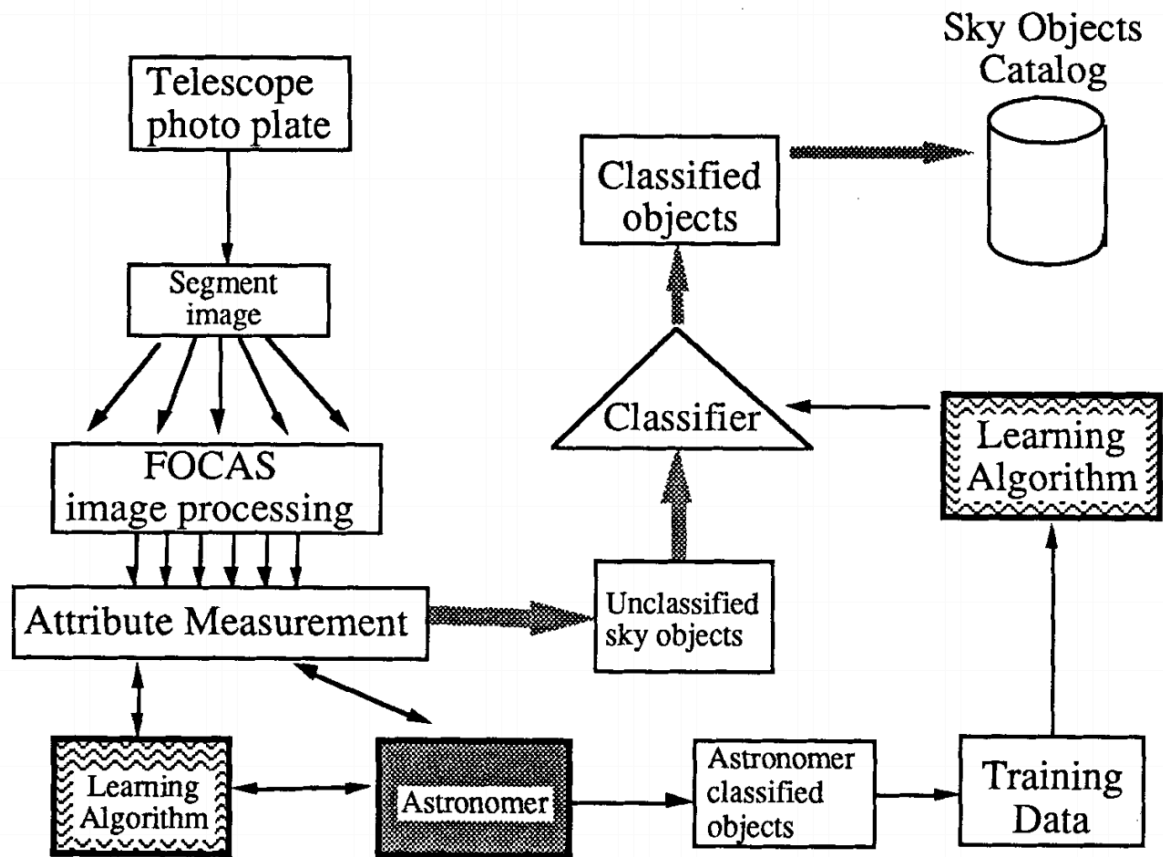 Sky Objects
Catalog
Telescope
photo plate
Classified
objects
Segment
image
Classifier
Learning
Algorithm
FOCAS
image processing
Unclassified
sky objects
Attribute Measurement
Learning
Algorithm
Astronomer
Astronomer
classified
objects
Training
Data